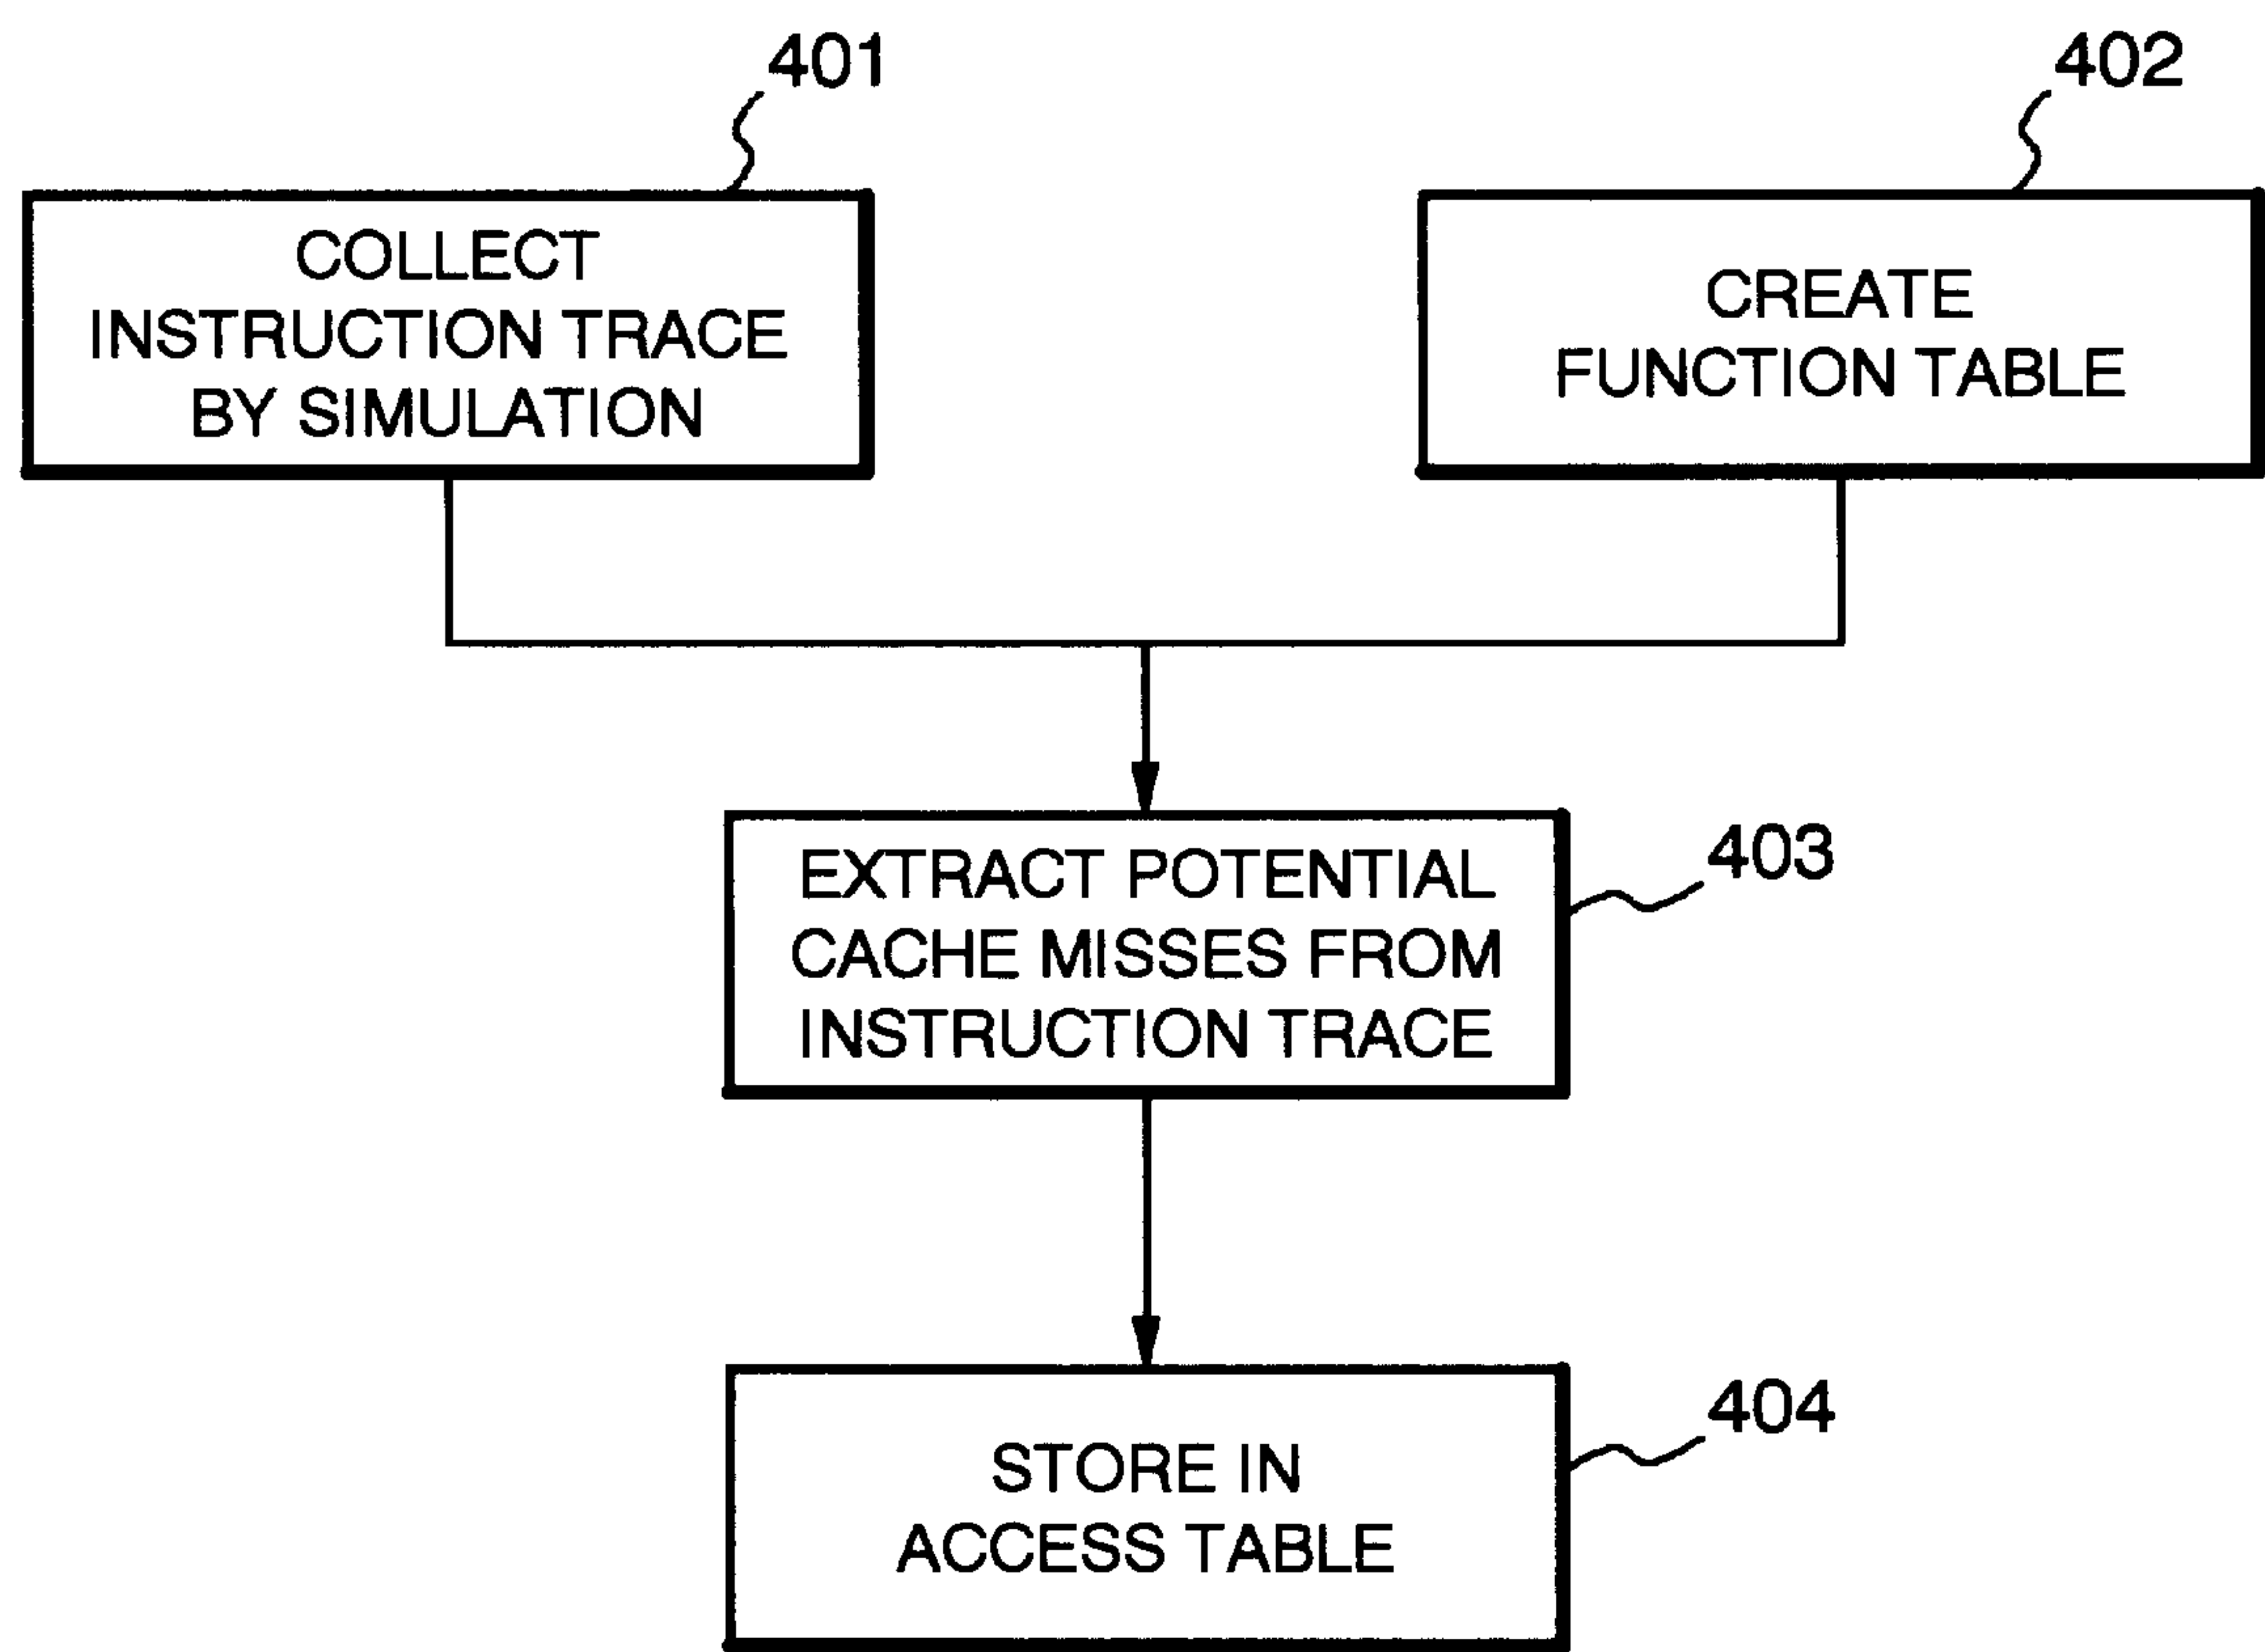 401
402
COLLECT
INSTRUCTION TRACE
BY SIMULATION
CREATE
FUNCTION TABLE
403
EXTRACT POTENTIAL
CACHE MISSES FROM
INSTRUCTION TRACE
404
STORE IN
ACCESS TABLE